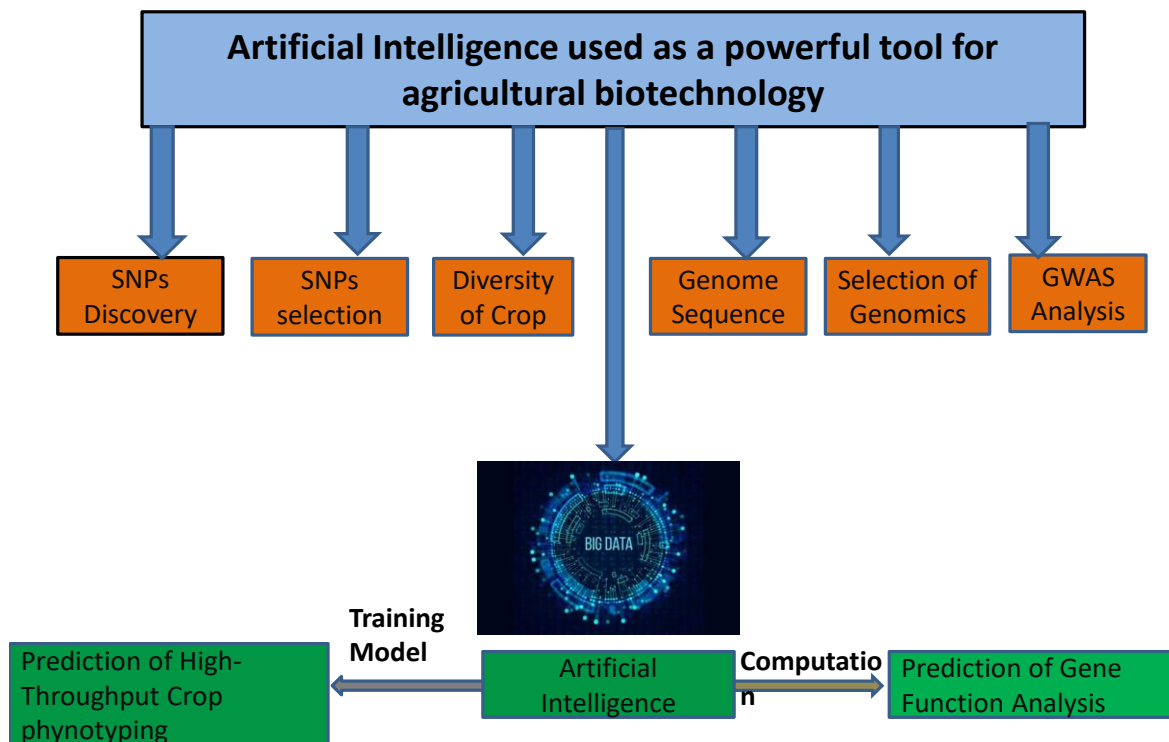 Artificial Intelligence used as a powerful tool for
agricultural biotechnology
SNPs
Discovery
SNPs
selection
Diversity
of Crop
Genome
Sequence
Selection of
Genomics
GWAS
Analysis
BIG DATA
Training
Model
Prediction of High-
Throughput Crop
phynotyping
Artificial
Intelligence
Computatio
n
Prediction of Gene
Function Analysis